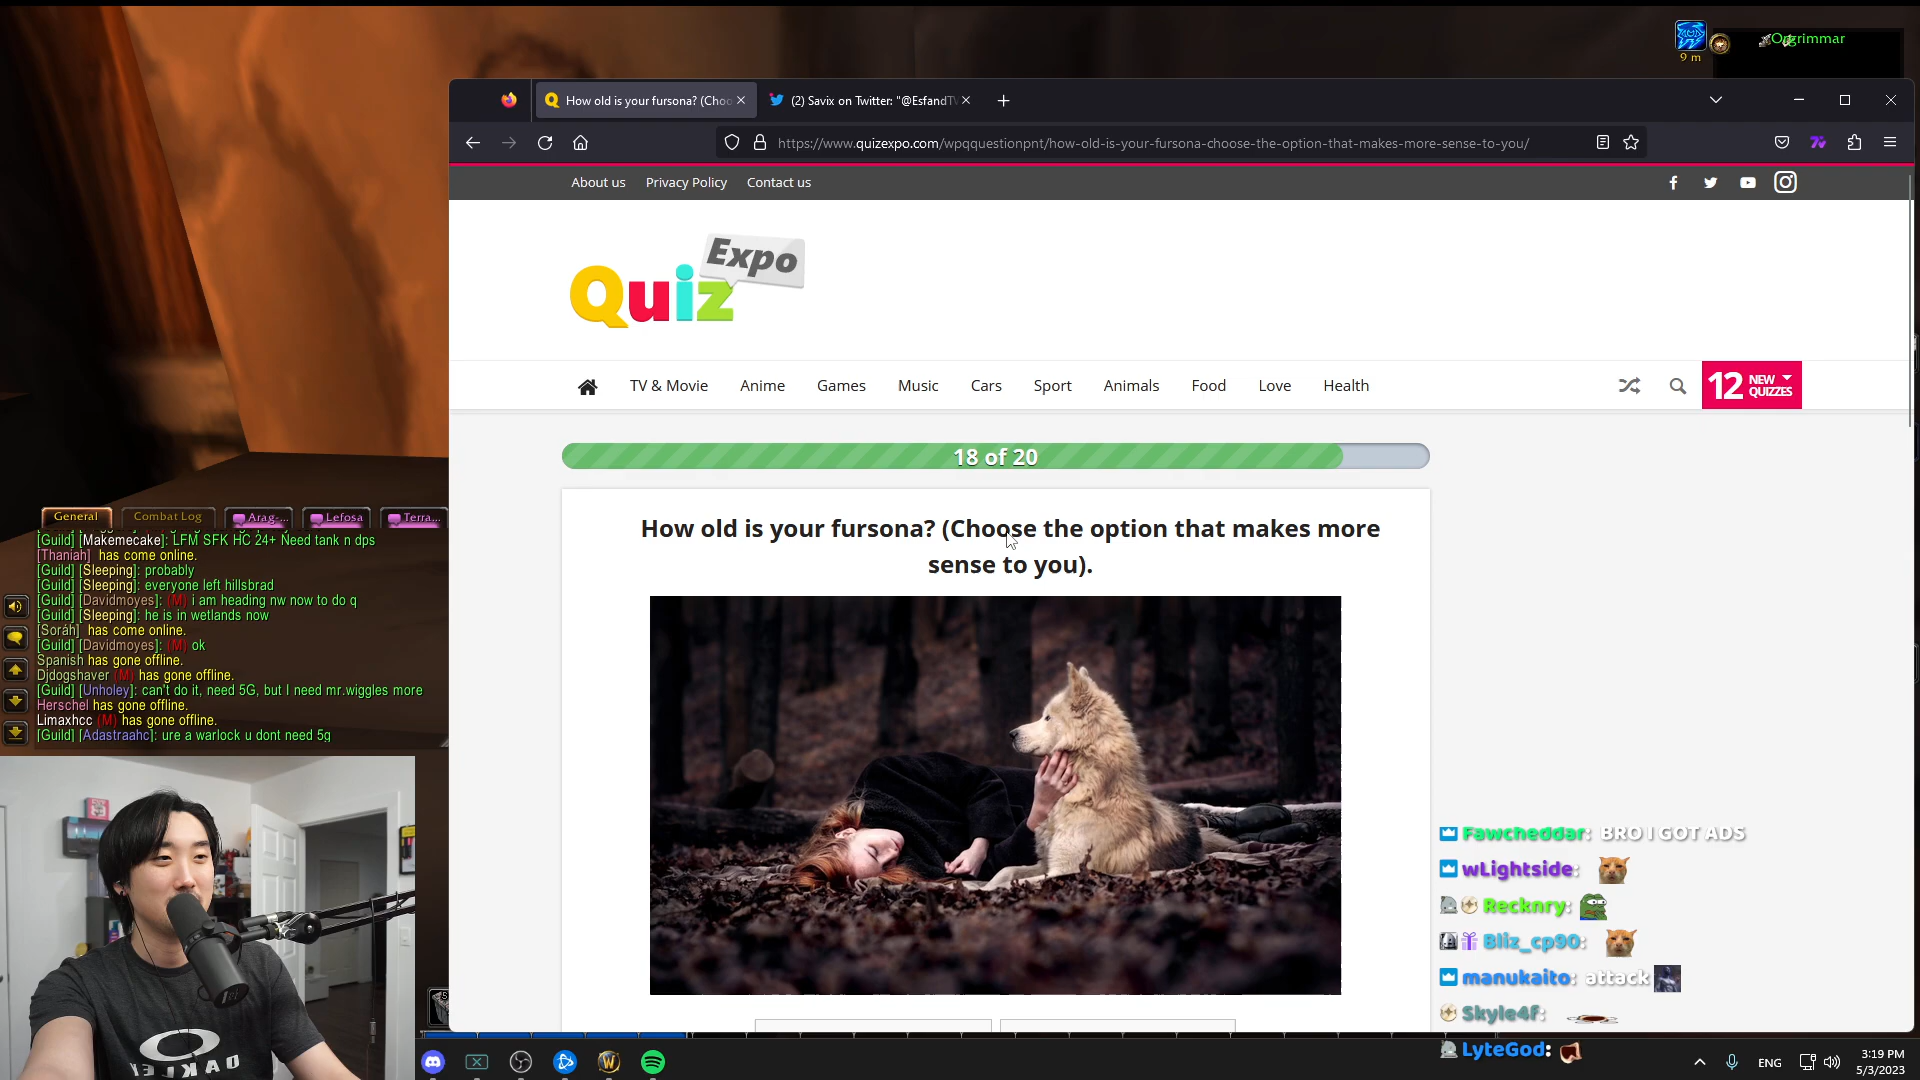 Orgrimmar
9 m
How old is your fursona? (Choo
(2) Savix on Twitter: "@EsfandTV
https://www.quizexpo.com/wpqquestionpnt/how-old-is-your-fursona-choose-the-option-that-makes-more-sense-to-you/
About us Privacy Policy Contact us
Quiz Expo
TV & Movie Anime Games Music Cars Sport Animals Food Love Health
12 NEW QUIZZES
18 of 20
How old is your fursona? (Choose the option that makes more
sense to you).
General Combat Log Arag-... Lefosa Terra...
[Guild] [Makemecake]: LFM SFK HC 24+ Need tank n dps
[Thaniah] has come online.
[Guild] [Sleeping]: probably
[Guild] [Sleeping]: everyone left hillsbrad
[Guild] [Davidmoyes]: (M) i am heading nw now to do q
[Guild] [Sleeping]: he is in wetlands now
[Soráh] has come online.
[Guild] [Davidmoyes]: (M) ok
Spanish has gone offline.
Djdogshaver (M) has gone offline.
[Guild] [Unholey]: can't do it, need 5G, but I need mr.wiggles more
Herschel has gone offline.
Limaxhcc (M) has gone offline.
[Guild] [Adastraahc]: ure a warlock u dont need 5g
Fawcheddar: BRO I GOT ADS
wLightside:
Recknry:
Bliz_cp90:
manukaito: attack
Skyle4f:
LyteGod:
OAKLEY
ENG
3:19 PM
5/3/2023